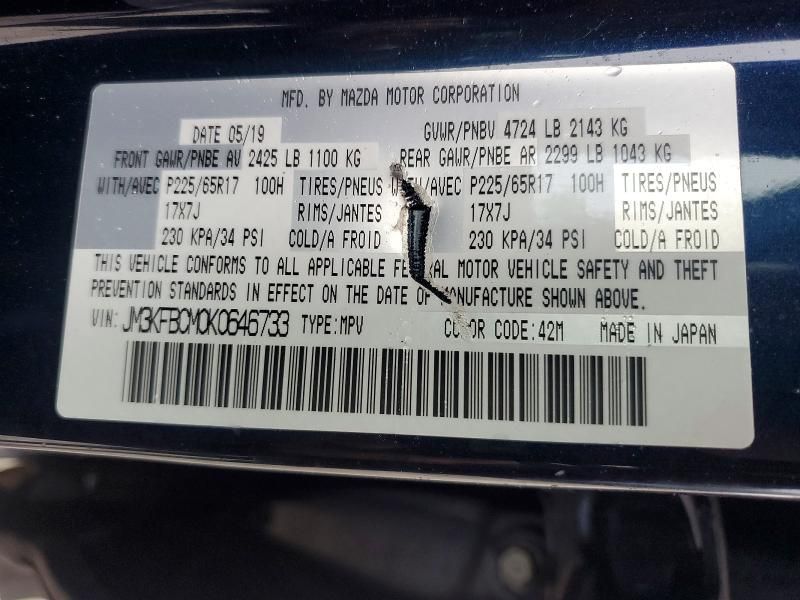 MFD. BY MAZDA MOTOR CORPORATION
DATE 05/19 GVWR/PNBV 4724 LB 2143 KG
FRONT GAWR/PNBE AV 2425 LB 1100 KG REAR GAWR/PNBE AR 2299 LB 1043 KG
WITH/AVEC P225/65R17 100H TIRES/PNEUS WITH/AVEC P225/65R17 100H TIRES/PNEUS
17X7J RIMS/JANTES 17X7J RIMS/JANTES
230 KPA/34 PSI COLD/A FROID 230 KPA/34 PSI COLD/A FROID
THIS VEHICLE CONFORMS TO ALL APPLICABLE FEDERAL MOTOR VEHICLE SAFETY AND THEFT
PREVENTION STANDARDS IN EFFECT ON THE DATE OF MANUFACTURE SHOWN ABOVE.
VIN: JM3KFBCM0K0646733 TYPE:MPV COLOR CODE:42M MADE IN JAPAN